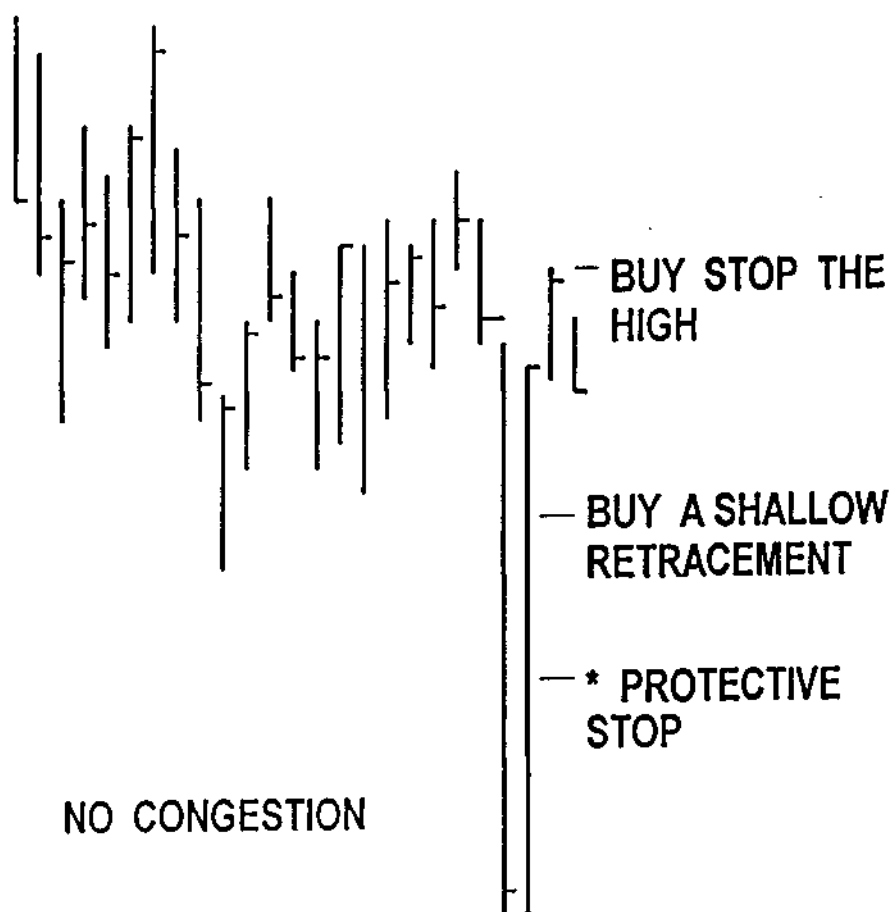 BUY STOP THE
HIGH
BUY A SHALLOW
RETRACEMENT
* PROTECTIVE
STOP
NO CONGESTION